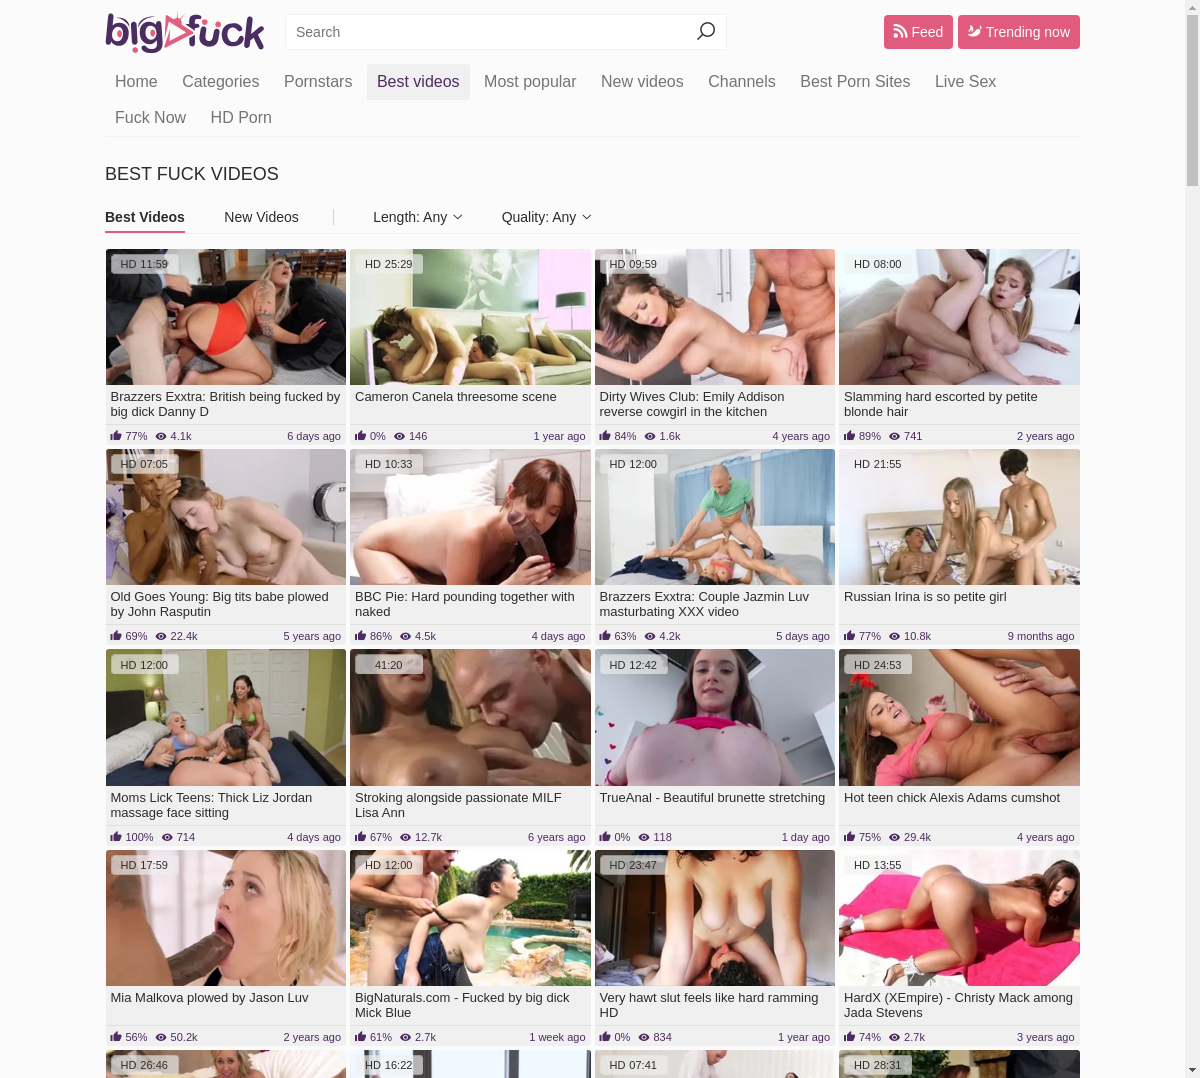 bigfuck
Search
Feed
Trending now
Home Categories Pornstars Best videos Most popular New videos Channels Best Porn Sites Live Sex
Fuck Now HD Porn
BEST FUCK VIDEOS
Best Videos New Videos Length: Any Quality: Any
HD 11:59 HD 25:29 HD 09:59 HD 08:00
Brazzers Exxtra: British being fucked by
big dick Danny D
77% 4.1k 6 days ago
Cameron Canela threesome scene
0% 146 1 year ago
Dirty Wives Club: Emily Addison
reverse cowgirl in the kitchen
84% 1.6k 4 years ago
Slamming hard escorted by petite
blonde hair
89% 741 2 years ago
HD 07:05 HD 10:33 HD 12:00 HD 21:55
Old Goes Young: Big tits babe plowed
by John Rasputin
69% 22.4k 5 years ago
BBC Pie: Hard pounding together with
naked
86% 4.5k 4 days ago
Brazzers Exxtra: Couple Jazmin Luv
masturbating XXX video
63% 4.2k 5 days ago
Russian Irina is so petite girl
77% 10.8k 9 months ago
HD 12:00 41:20 HD 12:42 HD 24:53
Moms Lick Teens: Thick Liz Jordan
massage face sitting
100% 714 4 days ago
Stroking alongside passionate MILF
Lisa Ann
67% 12.7k 6 years ago
TrueAnal - Beautiful brunette stretching
0% 118 1 day ago
Hot teen chick Alexis Adams cumshot
75% 29.4k 4 years ago
HD 17:59 HD 12:00 HD 23:47 HD 13:55
Mia Malkova plowed by Jason Luv
56% 50.2k 2 years ago
BigNaturals.com - Fucked by big dick
Mick Blue
61% 2.7k 1 week ago
Very hawt slut feels like hard ramming
HD
0% 834 1 year ago
HardX (XEmpire) - Christy Mack among
Jada Stevens
74% 2.7k 3 years ago
HD 26:46 HD 16:22 HD 07:41 HD 28:31